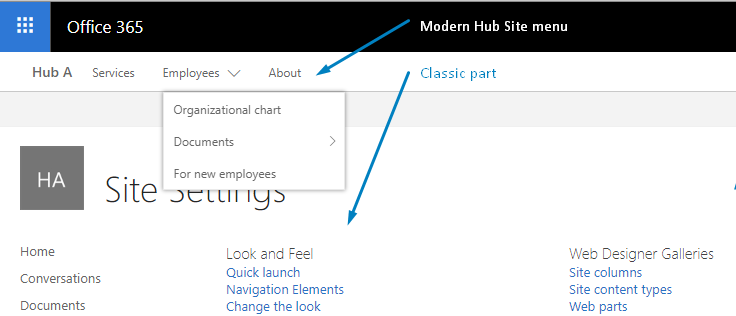 Office 365
Modern Hub Site menu
Hub A Services Employees About
Classic part
Organizational chart
Documents
For new employees
HA
Site Settings
Home
Conversations
Documents
Look and Feel
Quick launch
Navigation Elements
Change the look
Web Designer Galleries
Site columns
Site content types
Web parts